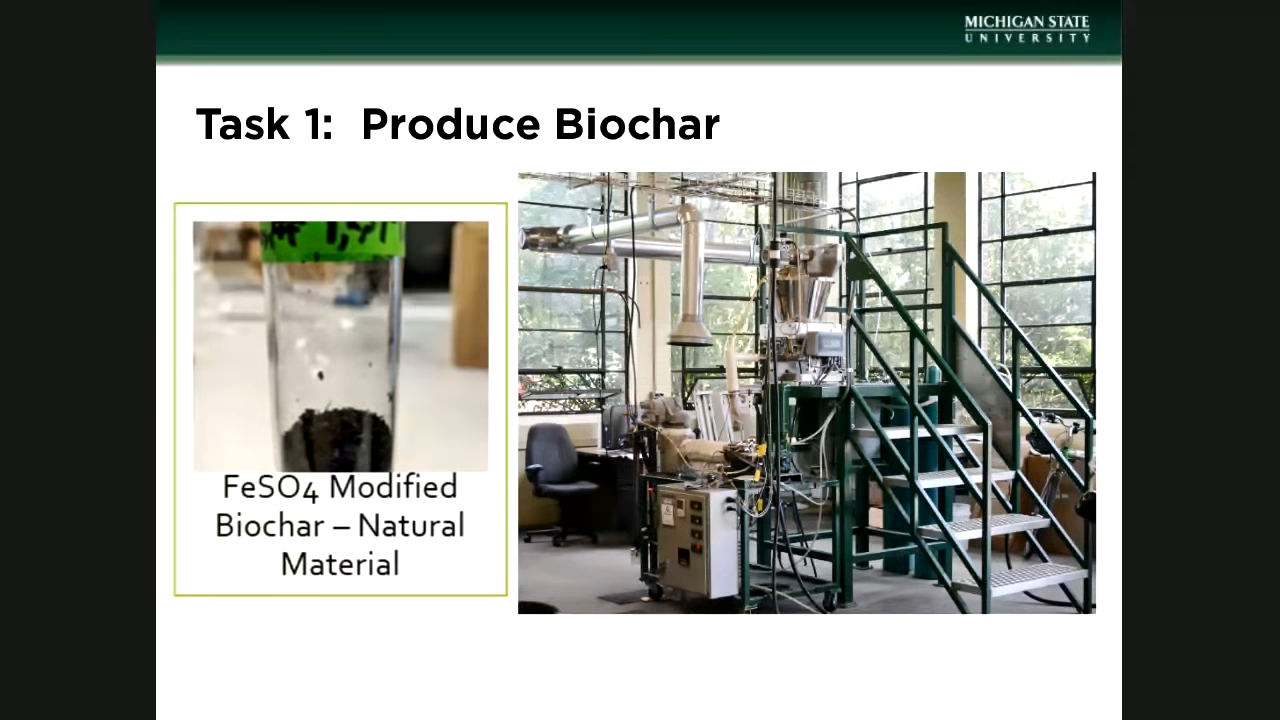 MICHIGAN STATE
UNIVERSITY
Task 1: Produce Biochar
FeSO4 Modified
Biochar – Natural
Material